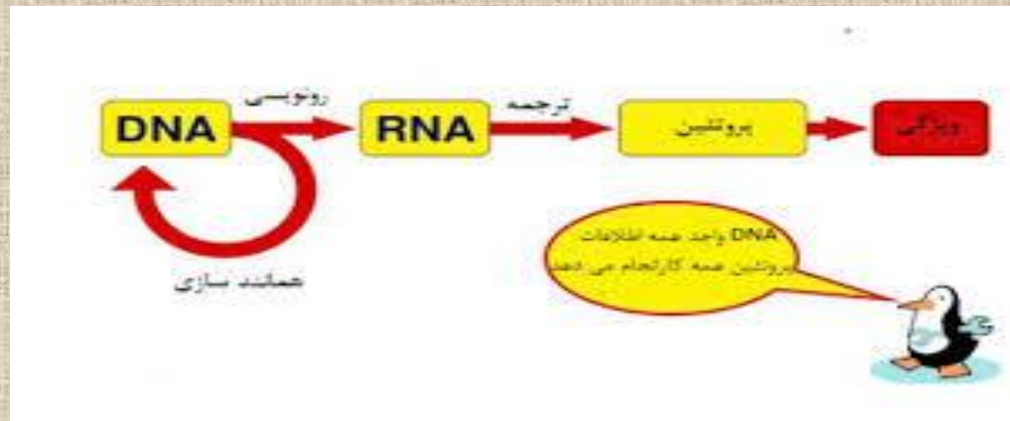 رونویسی
ترجمه
DNA
RNA
پروتئین
ویژگی
همانند سازی
DNA واجد همه اطلاعات
پروتئین همه کارانجام می دهد